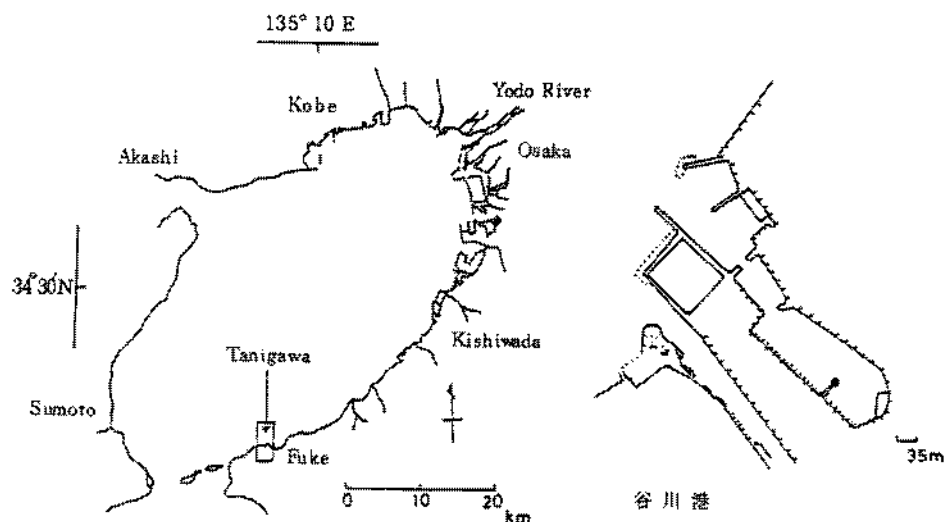 135° 10 E
Yodo River
Kobe
Osaka
Akashi
34°30'N
Kishiwada
Tanigawa
Sumoto
Fuke
35m
0 10 20
km
谷川港